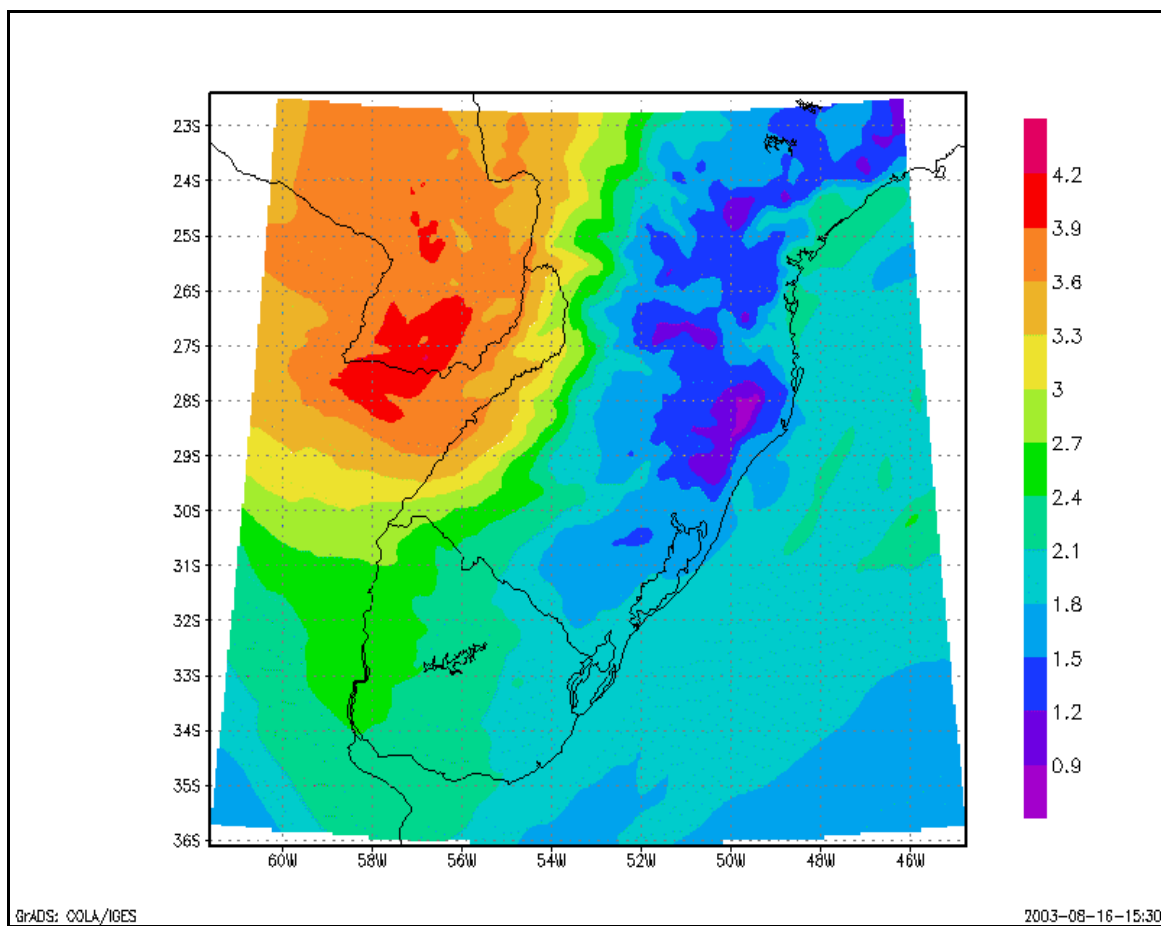 23S
24S
25S
26S
27S
28S
29S
30S
31S
32S
33S
34S
35S
36S
60W 58W 56W 54W 52W 50W 48W 46W
4.2
3.9
3.6
3.3
3
2.7
2.4
2.1
1.8
1.5
1.2
0.9
GrADS: COLA/IGES
2003-08-16-15:30